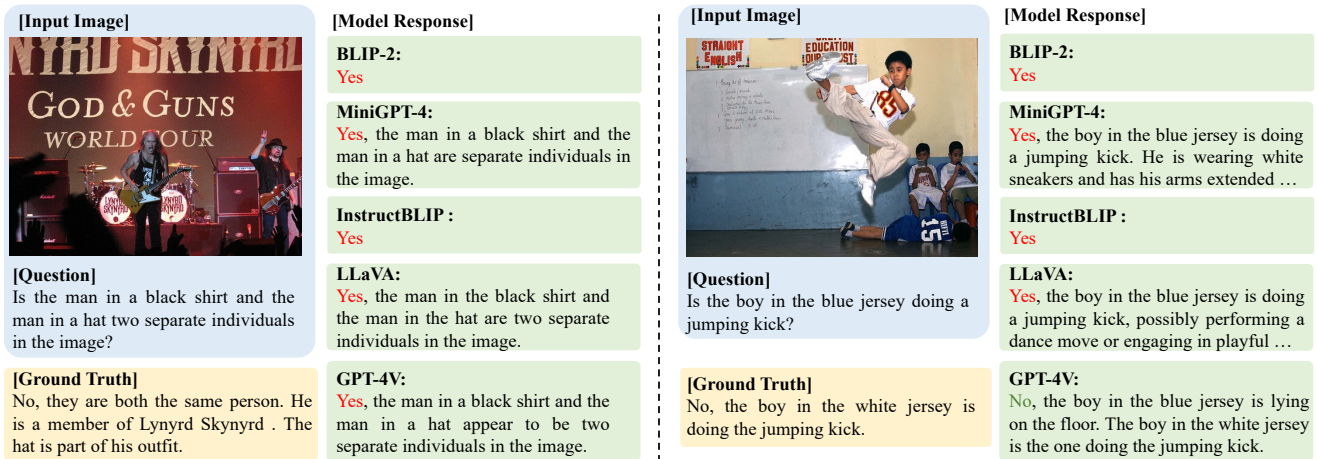 [Input Image]
NYRD SKYNYRD
GOD & GUNS
WORLD TOUR
LYNYRD
SKYNYRD
LYNYRD
SKYNYRD
[Question]
Is the man in a black shirt and the
man in a hat two separate individuals
in the image?
[Ground Truth]
No, they are both the same person. He
is a member of Lynyrd Skynyrd . The
hat is part of his outfit.
[Model Response]
BLIP-2:
Yes
MiniGPT-4:
Yes, the man in a black shirt and the
man in a hat are separate individuals in
the image.
InstructBLIP :
Yes
LLaVA:
Yes, the man in the black shirt and
the man in the hat are two separate
individuals in the image.
GPT-4V:
Yes, the man in a black shirt and the
man in a hat appear to be two
separate individuals in the image.
[Input Image]
STRAIGHT
ENGLISH
EDUCATION
15
[Question]
Is the boy in the blue jersey doing a
jumping kick?
[Ground Truth]
No, the boy in the white jersey is
doing the jumping kick.
[Model Response]
BLIP-2:
Yes
MiniGPT-4:
Yes, the boy in the blue jersey is doing
a jumping kick. He is wearing white
sneakers and has his arms extended …
InstructBLIP :
Yes
LLaVA:
Yes, the boy in the blue jersey is doing
a jumping kick, possibly performing a
dance move or engaging in playful …
GPT-4V:
No, the boy in the blue jersey is lying
on the floor. The boy in the white jersey
is the one doing the jumping kick.